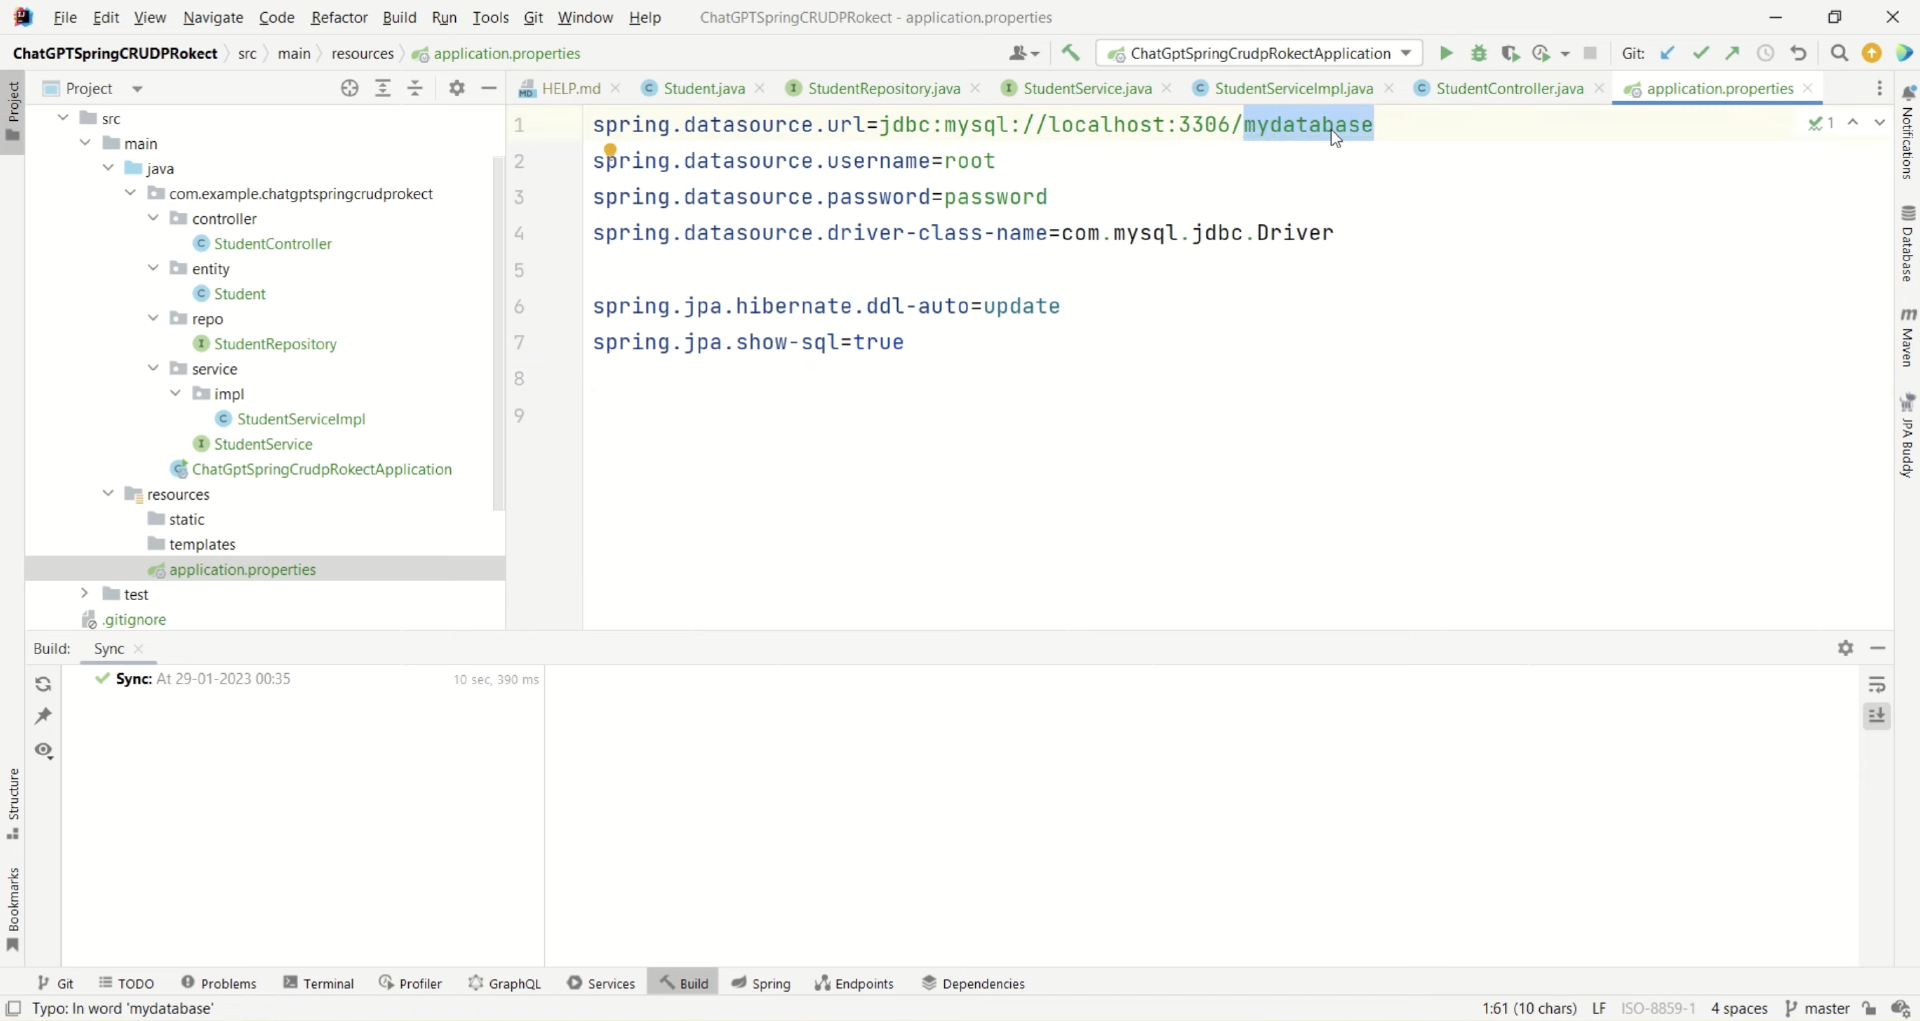 File Edit View Navigate Code Refactor Build Run Tools Git Window Help ChatGPTSpringCRUDPRokect - application.properties
ChatGPTSpringCRUDPRokect src main resources application.properties ChatGptSpringCrudpRokectApplication Git:
Project
HELP.md Student.java StudentRepository.java StudentService.java StudentServiceImpl.java StudentController.java application.properties
Project
src
main
java
com.example.chatgptspringcrudprokect
controller
StudentController
entity
Student
repo
StudentRepository
service
impl
StudentServiceImpl
StudentService
ChatGptSpringCrudpRokectApplication
resources
static
templates
application.properties
test
.gitignore
1 spring.datasource.url=jdbc:mysql://localhost:3306/mydatabase 1
2 spring.datasource.username=root
3 spring.datasource.password=password
4 spring.datasource.driver-class-name=com.mysql.jdbc.Driver
5
6 spring.jpa.hibernate.ddl-auto=update
7 spring.jpa.show-sql=true
8
9
Notifications
Database
m Maven
JPA Buddy
Build: Sync
Sync: At 29-01-2023 00:35 10 sec, 390 ms
Structure
Bookmarks
Git TODO Problems Terminal Profiler GraphQL Services Build Spring Endpoints Dependencies
Typo: In word 'mydatabase' 1:61 (10 chars) LF ISO-8859-1 4 spaces master